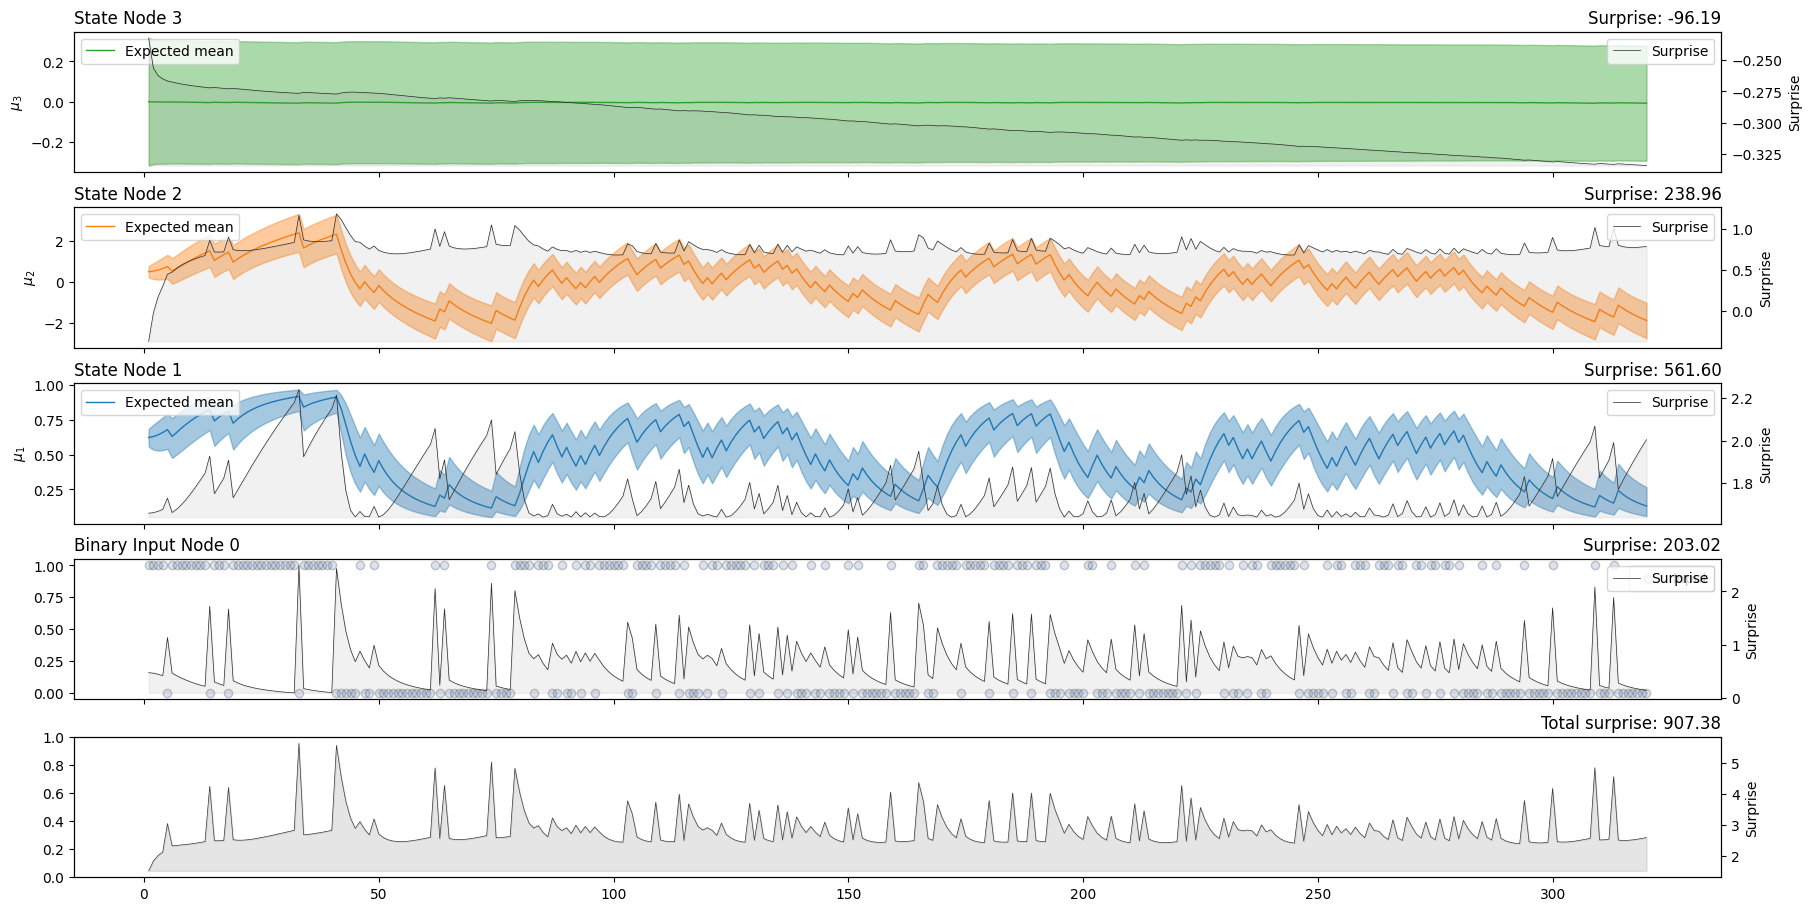 State Node 3 Surprise: -96.19
Expected mean
Surprise
0.2
0.0
−0.2
μ3
−0.250
−0.275
−0.300
−0.325
Surprise
State Node 2 Surprise: 238.96
Expected mean
Surprise
2
0
−2
μ2
1.0
0.5
0.0
Surprise
State Node 1 Surprise: 561.60
Expected mean
Surprise
1.00
0.75
0.50
0.25
μ1
2.2
2.0
1.8
Surprise
Binary Input Node 0 Surprise: 203.02
Surprise
1.00
0.75
0.50
0.25
0.00
2
1
0
Surprise
Total surprise: 907.38
1.0
0.8
0.6
0.4
0.2
0.0
5
4
3
2
Surprise
0 50 100 150 200 250 300